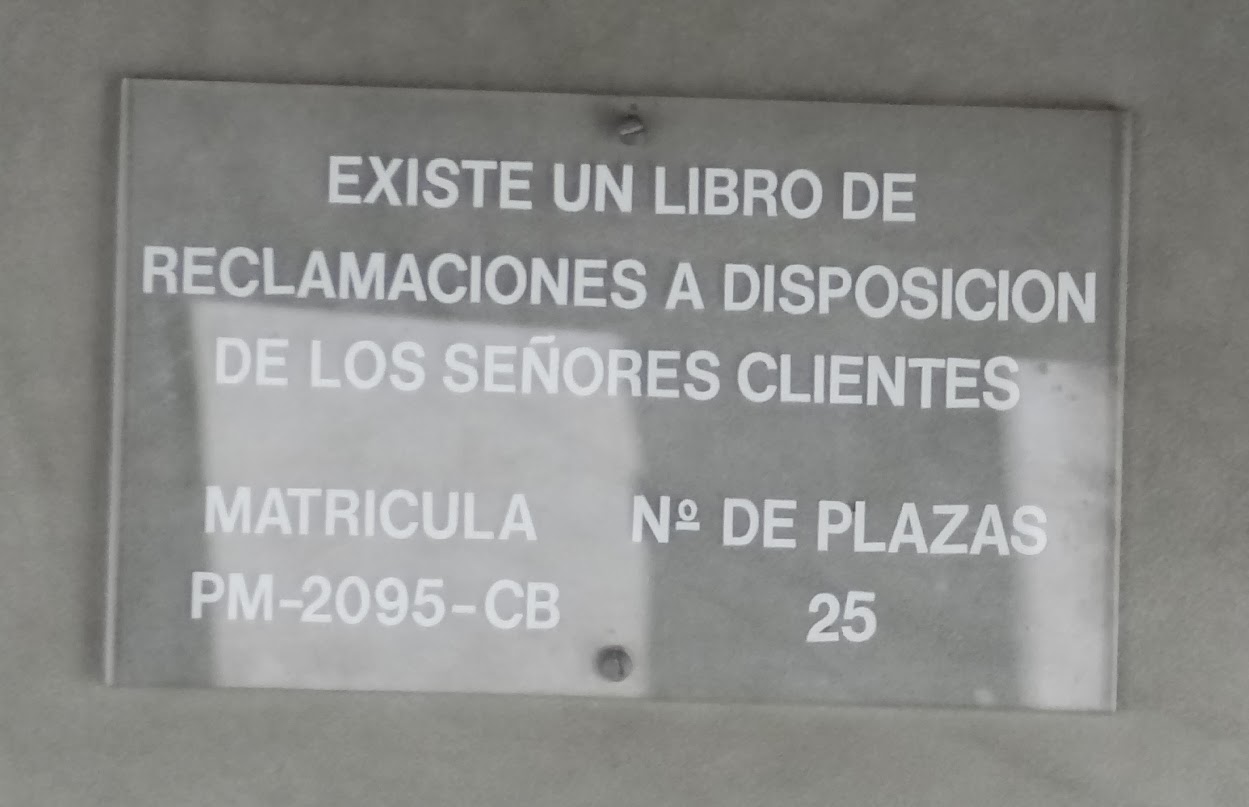 EXISTE UN LIBRO DE
RECLAMACIONES A DISPOSICION
DE LOS SEÑORES CLIENTES
MATRICULA Nº DE PLAZAS
PM-2095-CB 25